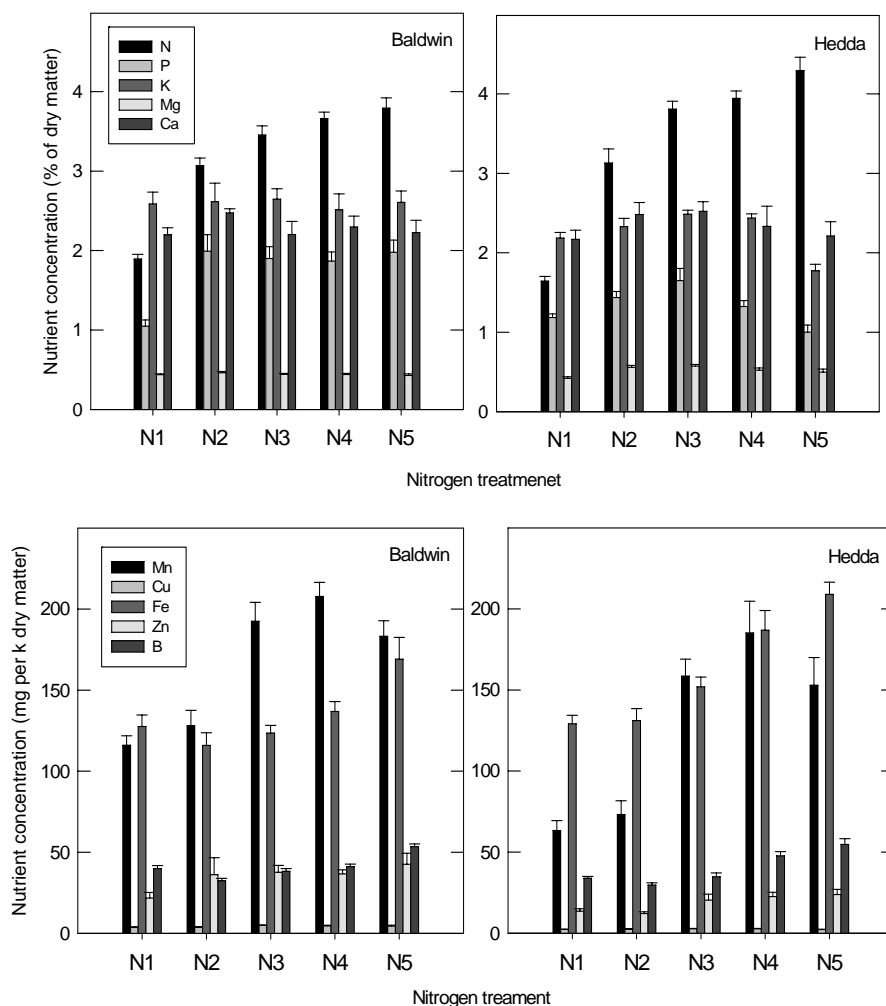 Baldwin
N
P
K
Mg
Ca
Nutrient concentration (% of dry matter)
4
3
2
1
0
N1 N2 N3 N4 N5
Hedda
4
3
2
1
0
N1 N2 N3 N4 N5
Nitrogen treatmenet
Baldwin
Mn
Cu
Fe
Zn
B
Nutrient concentration (mg per k dry matter)
200
150
100
50
0
N1 N2 N3 N4 N5
Hedda
200
150
100
50
0
N1 N2 N3 N4 N5
Nitrogen treament